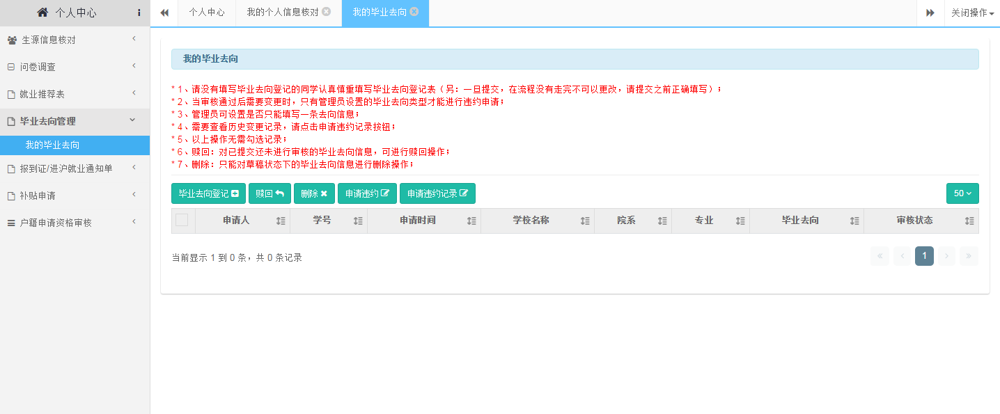 个人中心
个人中心
我的个人信息核对
我的毕业去向
关闭操作
生源信息核对
问卷调查
就业推荐表
毕业去向管理
我的毕业去向
报到证/进沪就业通知单
补贴申请
户籍申请资格审核
我的毕业去向
* 1、请没有填写毕业去向登记的同学认真慎重填写毕业去向登记表（另：一旦提交，在流程没有走完不可以更改，请提交之前正确填写）；
* 2、当审核通过后需要变更时，只有管理员设置的毕业去向类型才能进行违约申请；
* 3、管理员可设置是否只能填写一条去向信息；
* 4、需要查看历史变更记录，请点击申请违约记录按钮；
* 5、以上操作无需勾选记录；
* 6、赎回：对已提交还未进行审核的毕业去向信息，可进行赎回操作；
* 7、删除：只能对草稿状态下的毕业去向信息进行删除操作；
毕业去向登记 赎回 删除 申请违约 申请违约记录 50
申请人 学号 申请时间 学校名称 院系 专业 毕业去向 审核状态
当前显示 1 到 0 条，共 0 条记录
« ‹ 1 › »